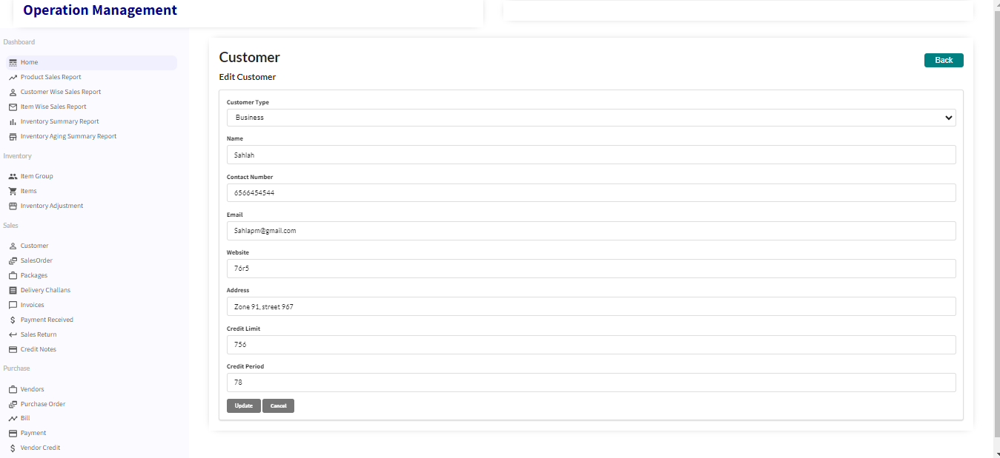 Operation Management
Dashboard
Home
Product Sales Report
Customer Wise Sales Report
Item Wise Sales Report
Inventory Summary Report
Inventory Aging Summary Report
Inventory
Item Group
Items
Inventory Adjustment
Sales
Customer
SalesOrder
Packages
Delivery Challans
Invoices
Payment Received
Sales Return
Credit Notes
Purchase
Vendors
Purchase Order
Bill
Payment
Vendor Credit
Customer
Back
Edit Customer
Customer Type
Business
Name
Sahlah
Contact Number
6566454544
Email
Sahlapm@gmail.com
Website
76r5
Address
Zone 91, street 967
Credit Limit
756
Credit Period
78
Update Cancel